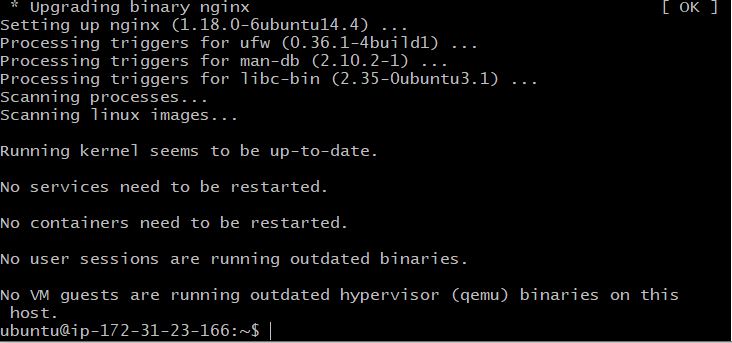 * Upgrading binary nginx [ OK ]
Setting up nginx (1.18.0-6ubuntu14.4) ...
Processing triggers for ufw (0.36.1-4build1) ...
Processing triggers for man-db (2.10.2-1) ...
Processing triggers for libc-bin (2.35-0ubuntu3.1) ...
Scanning processes...
Scanning linux images...
Running kernel seems to be up-to-date.
No services need to be restarted.
No containers need to be restarted.
No user sessions are running outdated binaries.
No VM guests are running outdated hypervisor (qemu) binaries on this
host.
ubuntu@ip-172-31-23-166:~$